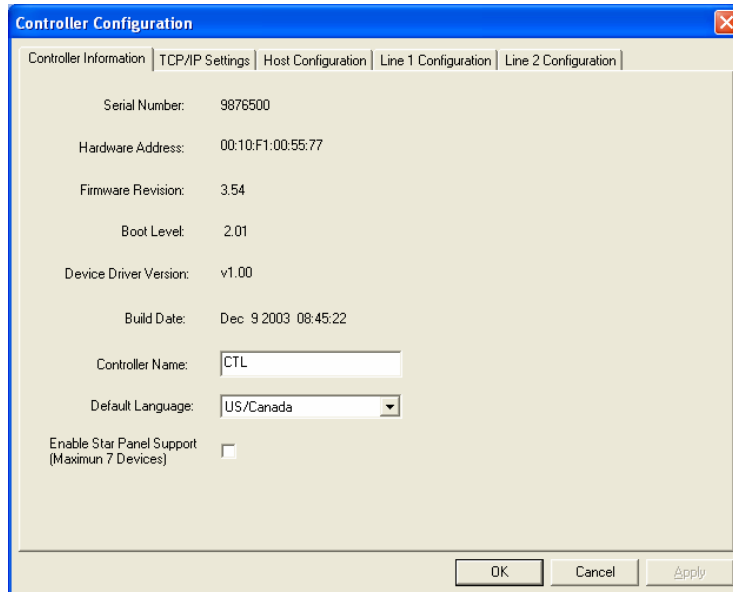 Controller Configuration
Controller Information TCP/IP Settings Host Configuration Line 1 Configuration Line 2 Configuration
Serial Number: 9876500
Hardware Address: 00:10:F1:00:55:77
Firmware Revision: 3.54
Boot Level: 2.01
Device Driver Version: v1.00
Build Date: Dec 9 2003 08:45:22
Controller Name: CTL
Default Language: US/Canada
Enable Star Panel Support
(Maximun 7 Devices)
OK Cancel Apply